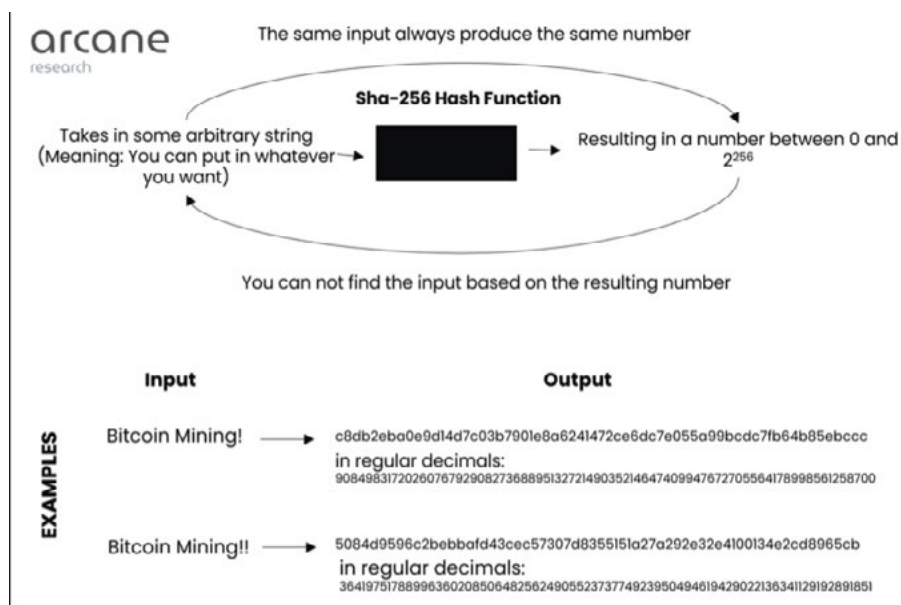 arcane
research
The same input always produce the same number
Sha-256 Hash Function
Takes in some arbitrary string
(Meaning: You can put in whatever
you want)
Resulting in a number between 0 and
2²⁵⁶
You can not find the input based on the resulting number
Input
Output
EXAMPLES
Bitcoin Mining!
c8db2eba0e9d14d7c03b7901e8a6241472ce6dc7e055a99bcdc7fb64b85ebccc
in regular decimals:
90849831720260767929082736889513272149035214647409947672705564178998561258700
Bitcoin Mining!!
5084d9596c2bebbafd43cec57307d8355151a27a292e32e4100134e2cd8965cb
in regular decimals:
36419751788996360208506482562490552373774923950494619429022136341129192891851